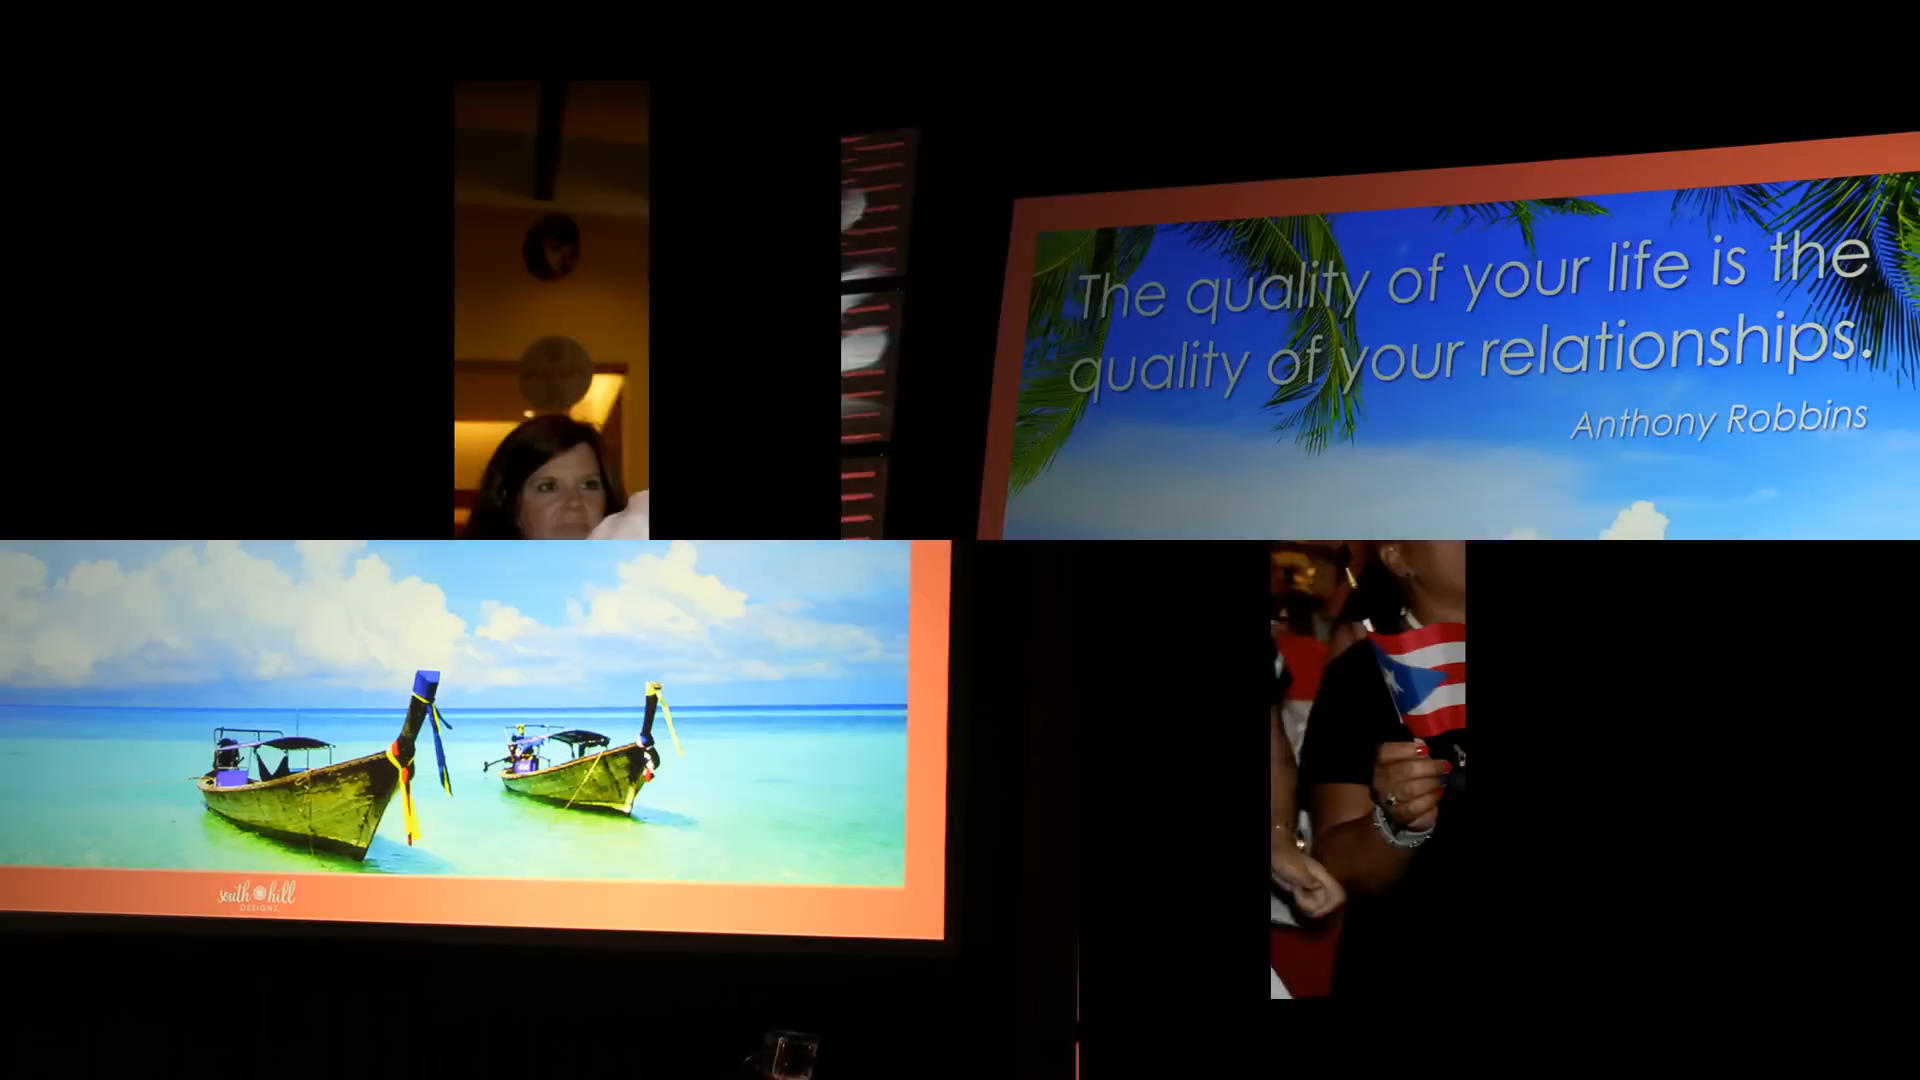 The quality of your life is the
quality of your relationships.
Anthony Robbins
south hill
DESIGNS